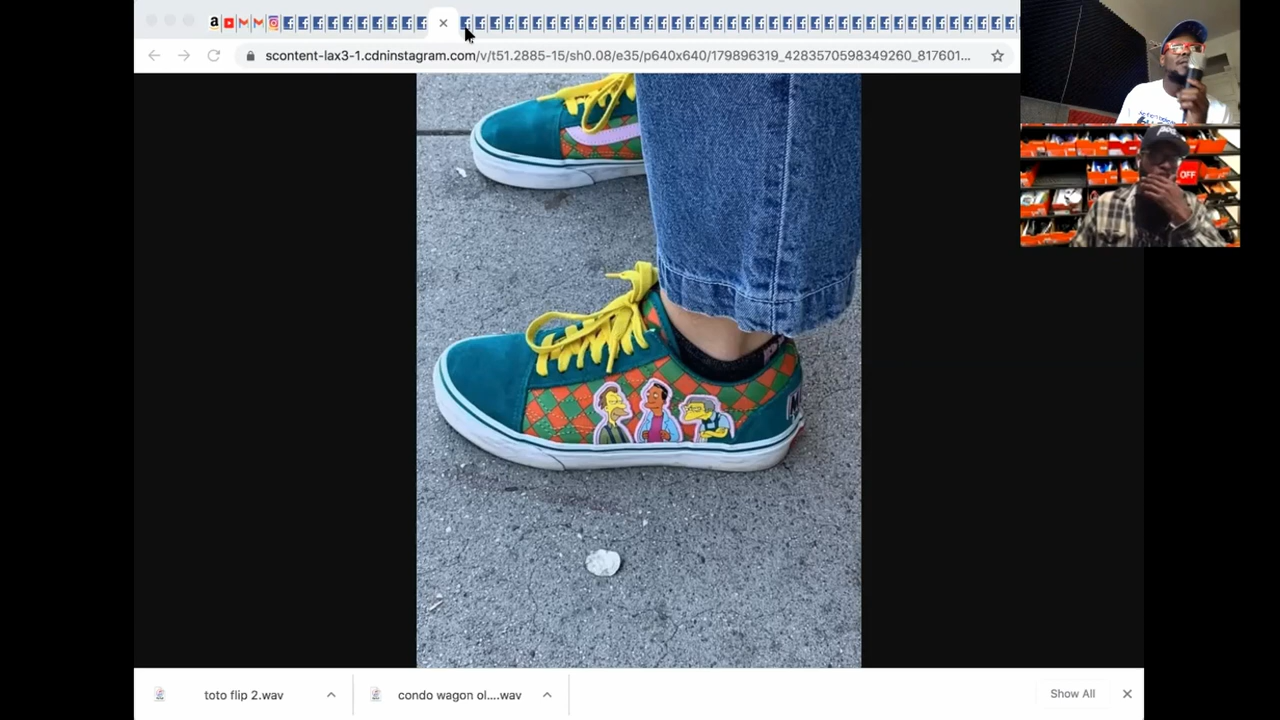 scontent-lax3-1.cdninstagram.com/v/t51.2885-15/sh0.08/e35/p640x640/179896319_4283570598349260_817601...
OFF
toto flip 2.wav
condo wagon ol....wav
Show All